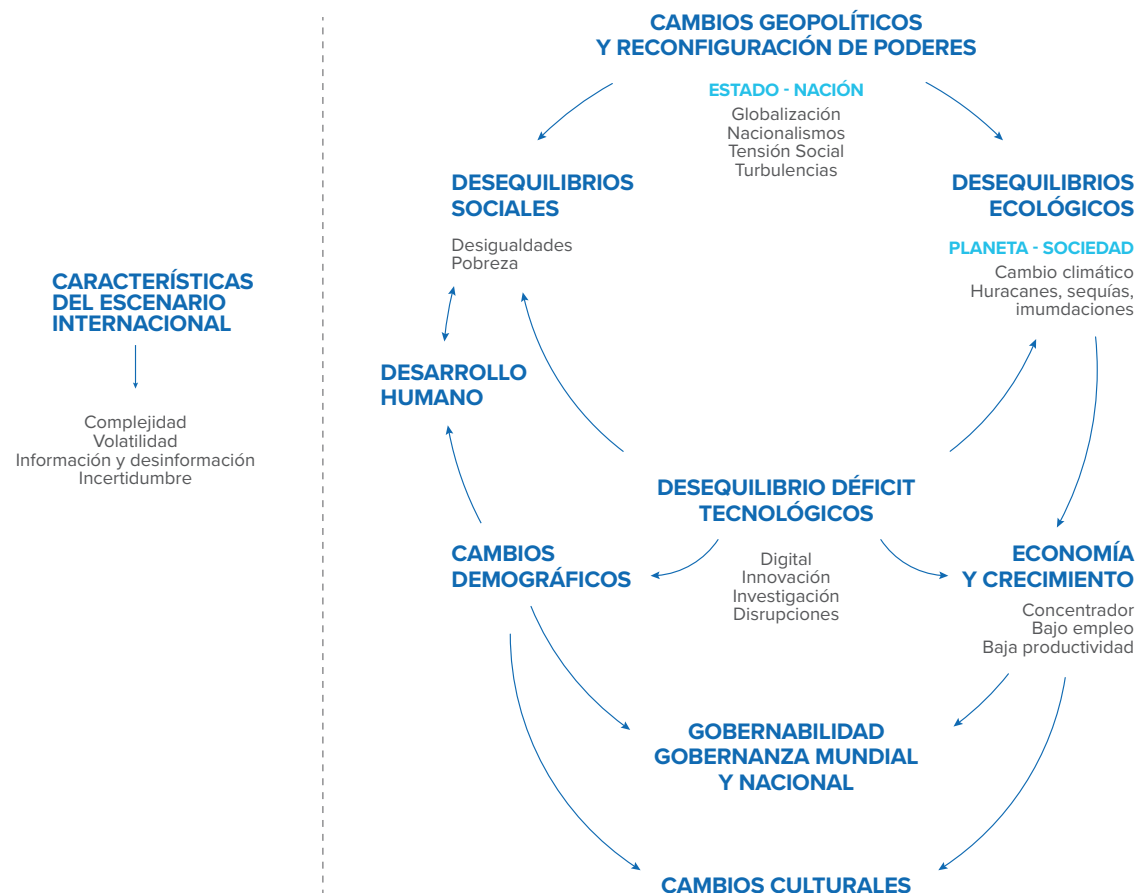 CARACTERÍSTICAS
DEL ESCENARIO
INTERNACIONAL
Complejidad
Volatilidad
Información y desinformación
Incertidumbre
CAMBIOS GEOPOLÍTICOS
Y RECONFIGURACIÓN DE PODERES
ESTADO - NACIÓN
Globalización
Nacionalismos
Tensión Social
Turbulencias
DESEQUILIBRIOS
SOCIALES
Desigualdades
Pobreza
DESEQUILIBRIOS
ECOLÓGICOS
PLANETA - SOCIEDAD
Cambio climático
Huracanes, sequías,
imumdaciones
DESARROLLO
HUMANO
DESEQUILIBRIO DÉFICIT
TECNOLÓGICOS
Digital
Innovación
Investigación
Disrupciones
CAMBIOS
DEMOGRÁFICOS
ECONOMÍA
Y CRECIMIENTO
Concentrador
Bajo empleo
Baja productividad
GOBERNABILIDAD
GOBERNANZA MUNDIAL
Y NACIONAL
CAMBIOS CULTURALES